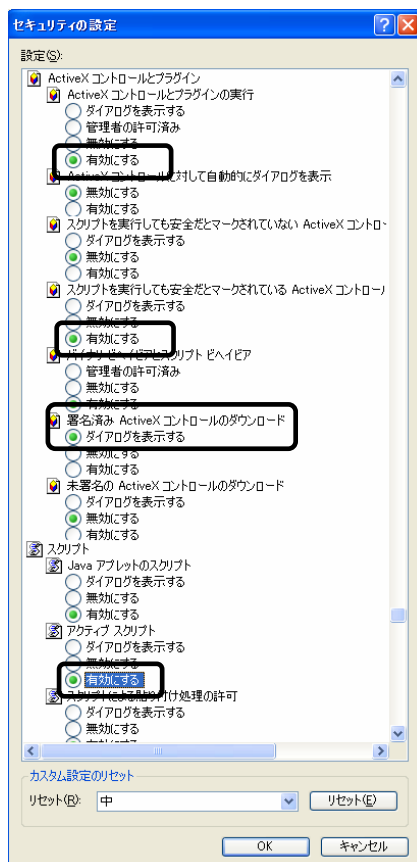 セキュリティの設定
設定(S):
ActiveX コントロールとプラグイン
ActiveX コントロールとプラグインの実行
ダイアログを表示する
管理者の許可済み
無効にする
有効にする
ActiveX コントロールに対して自動的にダイアログを表示
無効にする
有効にする
スクリプトを実行しても安全だとマークされていない ActiveX コントロ
ダイアログを表示する
無効にする
有効にする
スクリプトを実行しても安全だとマークされている ActiveX コントロー
ダイアログを表示する
無効にする
有効にする
バイナリ ビヘイビアとスクリプト ビヘイビア
管理者の許可済み
無効にする
有効にする
署名済み ActiveX コントロールのダウンロード
ダイアログを表示する
無効にする
有効にする
未署名の ActiveX コントロールのダウンロード
ダイアログを表示する
無効にする
有効にする
スクリプト
Java アプレットのスクリプト
ダイアログを表示する
無効にする
有効にする
アクティブ スクリプト
ダイアログを表示する
無効にする
有効にする
スクリプトによる貼り付け処理の許可
ダイアログを表示する
無効にする
カスタム設定のリセット
リセット(R): 中 リセット(E)
OK キャンセル